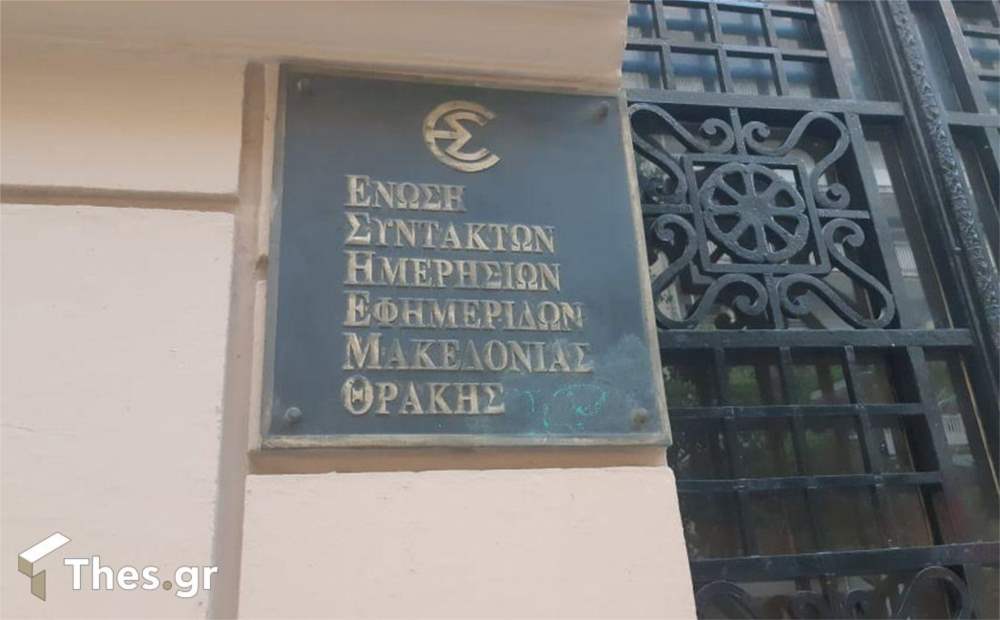 ΕΝΩΣΗ
ΣΥΝΤΑΚΤΩΝ
ΗΜΕΡΗΣΙΩΝ
ΕΦΗΜΕΡΙΔΩΝ
ΜΑΚΕΔΟΝΙΑΣ
ΘΡΑΚΗΣ
Thes.gr